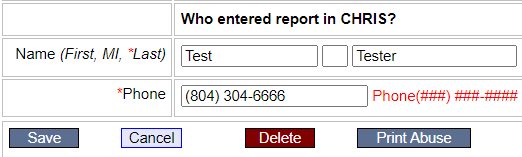 Who entered report in CHRIS?
Name (First, MI, *Last) Test Tester
*Phone (804) 304-6666 Phone(###) ###-####
Save Cancel Delete Print Abuse